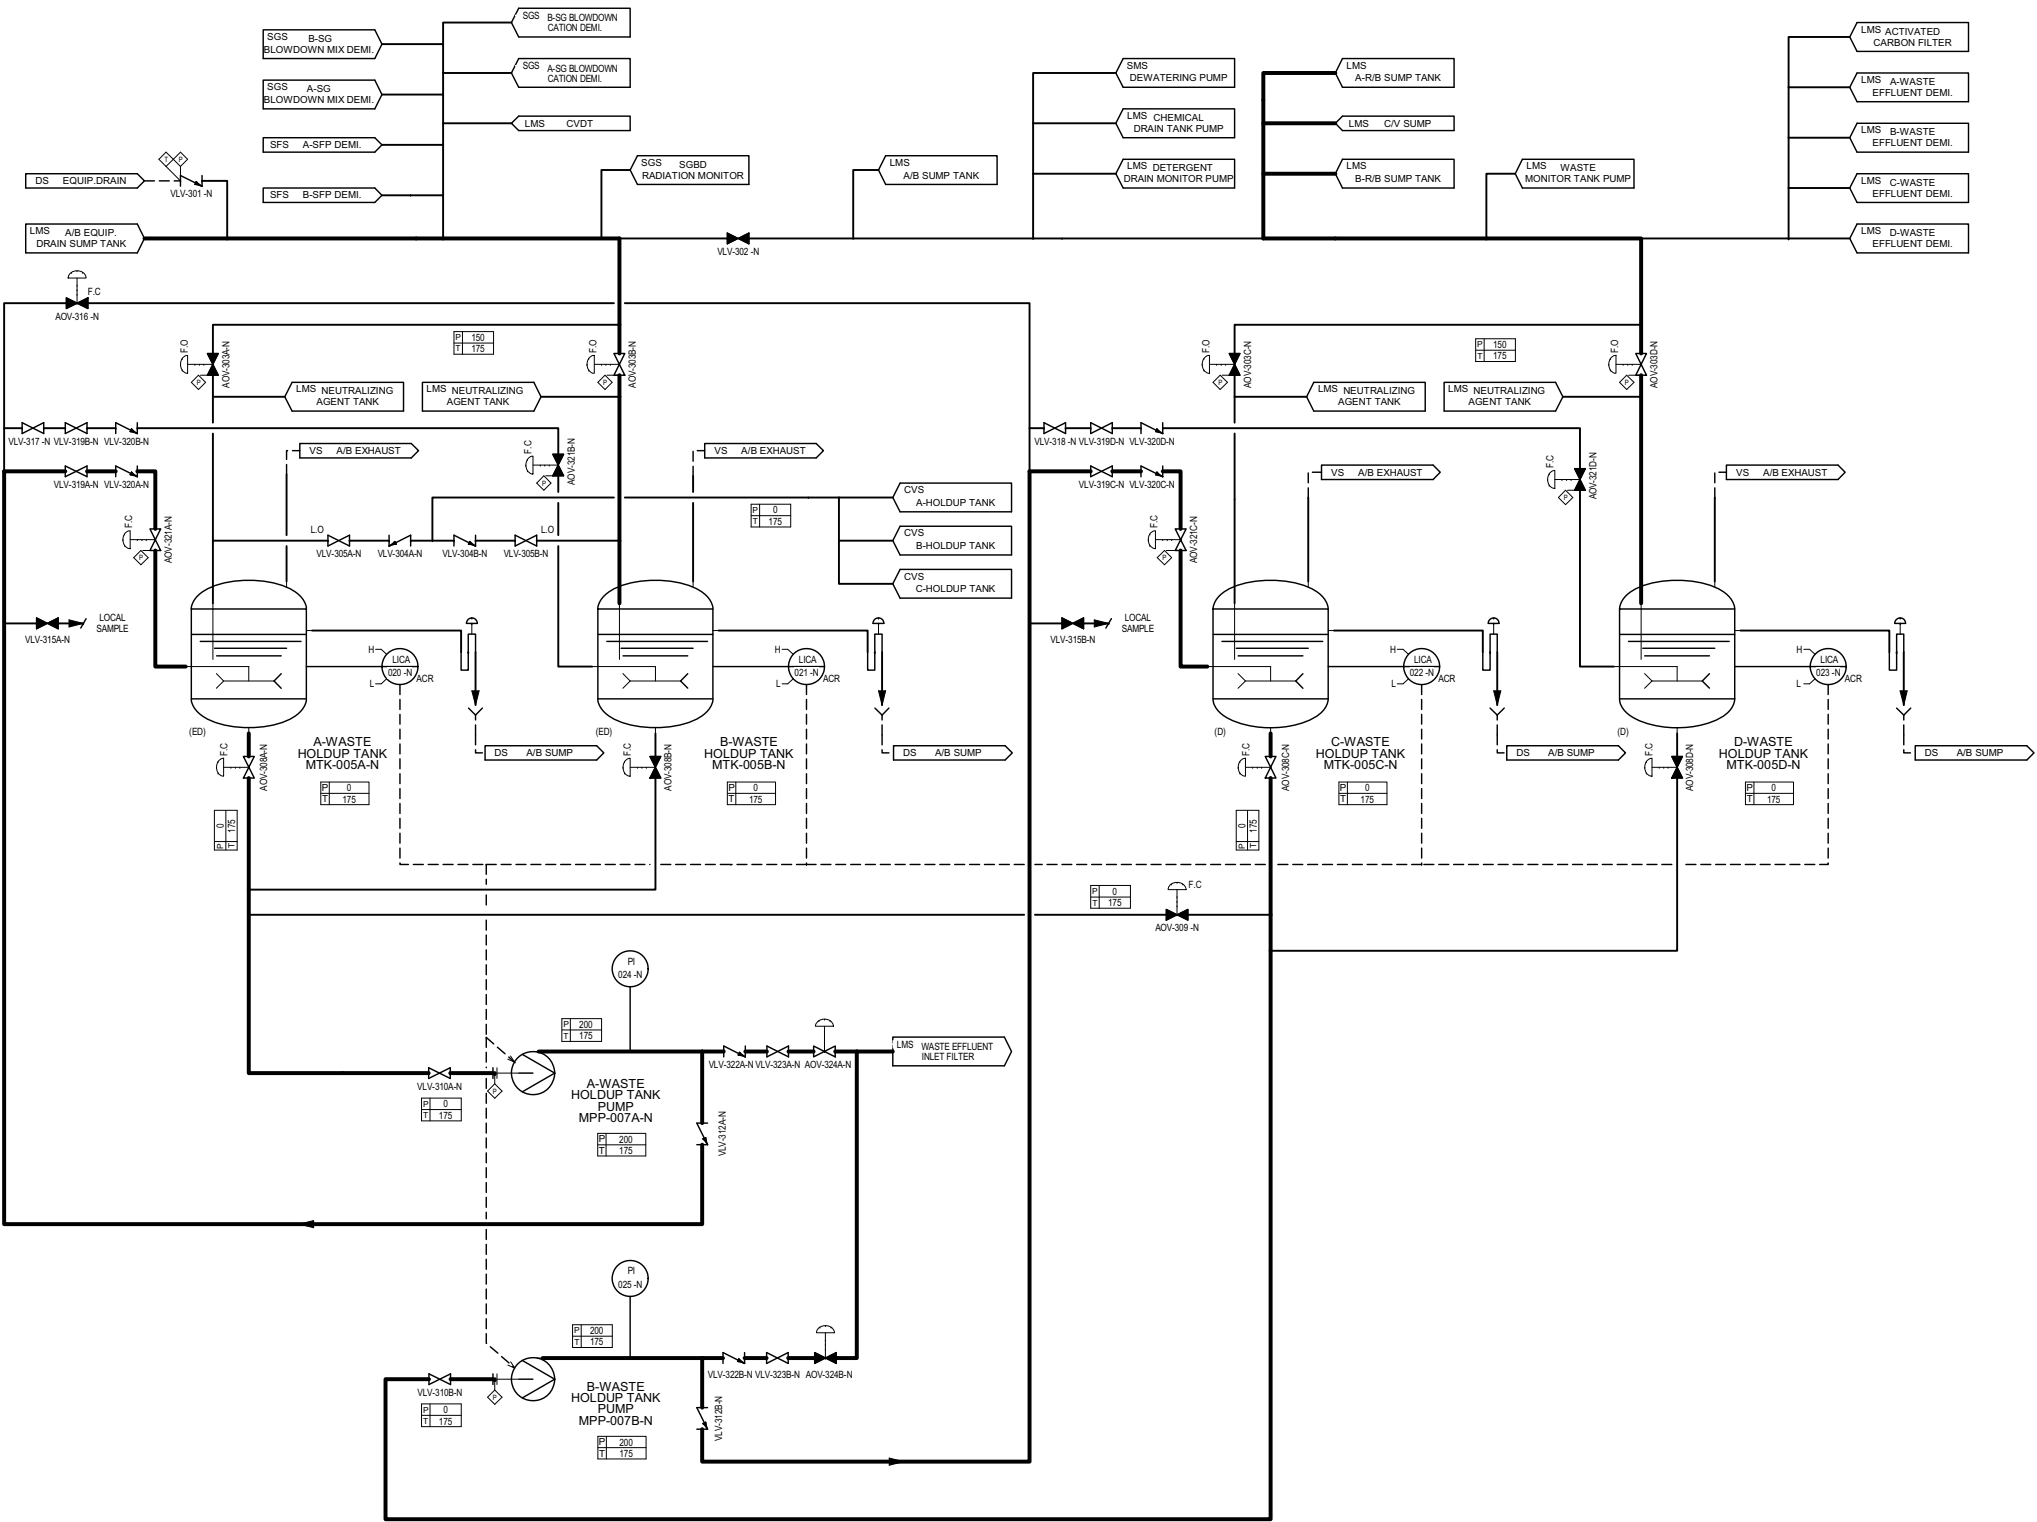 SGS B-SG BLOWDOWN
CATION DEMI.
SGS B-SG
BLOWDOWN MIX DEMI.
SGS A-SG BLOWDOWN
CATION DEMI.
SGS A-SG
BLOWDOWN MIX DEMI.
LMS CVDT
SFS A-SFP DEMI.
SFS B-SFP DEMI.
DS EQUIP.DRAIN
T P
VLV-301 -N
LMS A/B EQUIP.
DRAIN SUMP TANK
SGS SGBD
RADIATION MONITOR
VLV-302 -N
LMS
A/B SUMP TANK
SMS
DEWATERING PUMP
LMS CHEMICAL
DRAIN TANK PUMP
LMS DETERGENT
DRAIN MONITOR PUMP
LMS
A-R/B SUMP TANK
LMS C/V SUMP
LMS
B-R/B SUMP TANK
LMS WASTE
MONITOR TANK PUMP
LMS ACTIVATED
CARBON FILTER
LMS A-WASTE
EFFLUENT DEMI.
LMS B-WASTE
EFFLUENT DEMI.
LMS C-WASTE
EFFLUENT DEMI.
LMS D-WASTE
EFFLUENT DEMI.
F.C
AOV-316 -N
F.O
P
AOV-303A-N
P 150
T 175
F.O
P
AOV-303B-N
F.O
P
AOV-303C-N
P 150
T 175
F.O
P
AOV-303D-N
LMS NEUTRALIZING
AGENT TANK
LMS NEUTRALIZING
AGENT TANK
LMS NEUTRALIZING
AGENT TANK
LMS NEUTRALIZING
AGENT TANK
VLV-317 -N VLV-319B-N VLV-320B-N
VLV-319A-N VLV-320A-N
F.C
P
AOV-321A-N
VS A/B EXHAUST
F.C
P
AOV-321B-N
VS A/B EXHAUST
VLV-318 -N VLV-319D-N VLV-320D-N
VLV-319C-N VLV-320C-N
F.C
P
AOV-321C-N
VS A/B EXHAUST
F.C
P
AOV-321D-N
VS A/B EXHAUST
L.O
VLV-305A-N VLV-304A-N VLV-304B-N VLV-305B-N
L.O
P 0
T 175
CVS
A-HOLDUP TANK
CVS
B-HOLDUP TANK
CVS
C-HOLDUP TANK
VLV-315A-N
LOCAL
SAMPLE
VLV-315B-N
LOCAL
SAMPLE
H
LICA
020 -N
L
ACR
H
LICA
021 -N
L
ACR
H
LICA
022 -N
L
ACR
H
LICA
023 -N
L
ACR
(ED)
A-WASTE
HOLDUP TANK
MTK-005A-N
P 0
T 175
DS A/B SUMP
(ED)
B-WASTE
HOLDUP TANK
MTK-005B-N
P 0
T 175
DS A/B SUMP
(D)
C-WASTE
HOLDUP TANK
MTK-005C-N
P 0
T 175
DS A/B SUMP
(D)
D-WASTE
HOLDUP TANK
MTK-005D-N
P 0
T 175
DS A/B SUMP
F.C
AOV-308A-N
P 0
T 175
F.C
AOV-308B-N
F.C
AOV-308C-N
P 0
T 175
F.C
AOV-308D-N
P 0
T 175
F.C
AOV-309 -N
PI
024 -N
P 200
T 175
VLV-310A-N
P
P 0
T 175
A-WASTE
HOLDUP TANK
PUMP
MPP-007A-N
P 200
T 175
VLV-322A-N VLV-323A-N AOV-324A-N
VLV-312A-N
LMS WASTE EFFLUENT
INLET FILTER
PI
025 -N
P 200
T 175
VLV-310B-N
P
P 0
T 175
B-WASTE
HOLDUP TANK
PUMP
MPP-007B-N
P 200
T 175
VLV-322B-N VLV-323B-N AOV-324B-N
VLV-312B-N